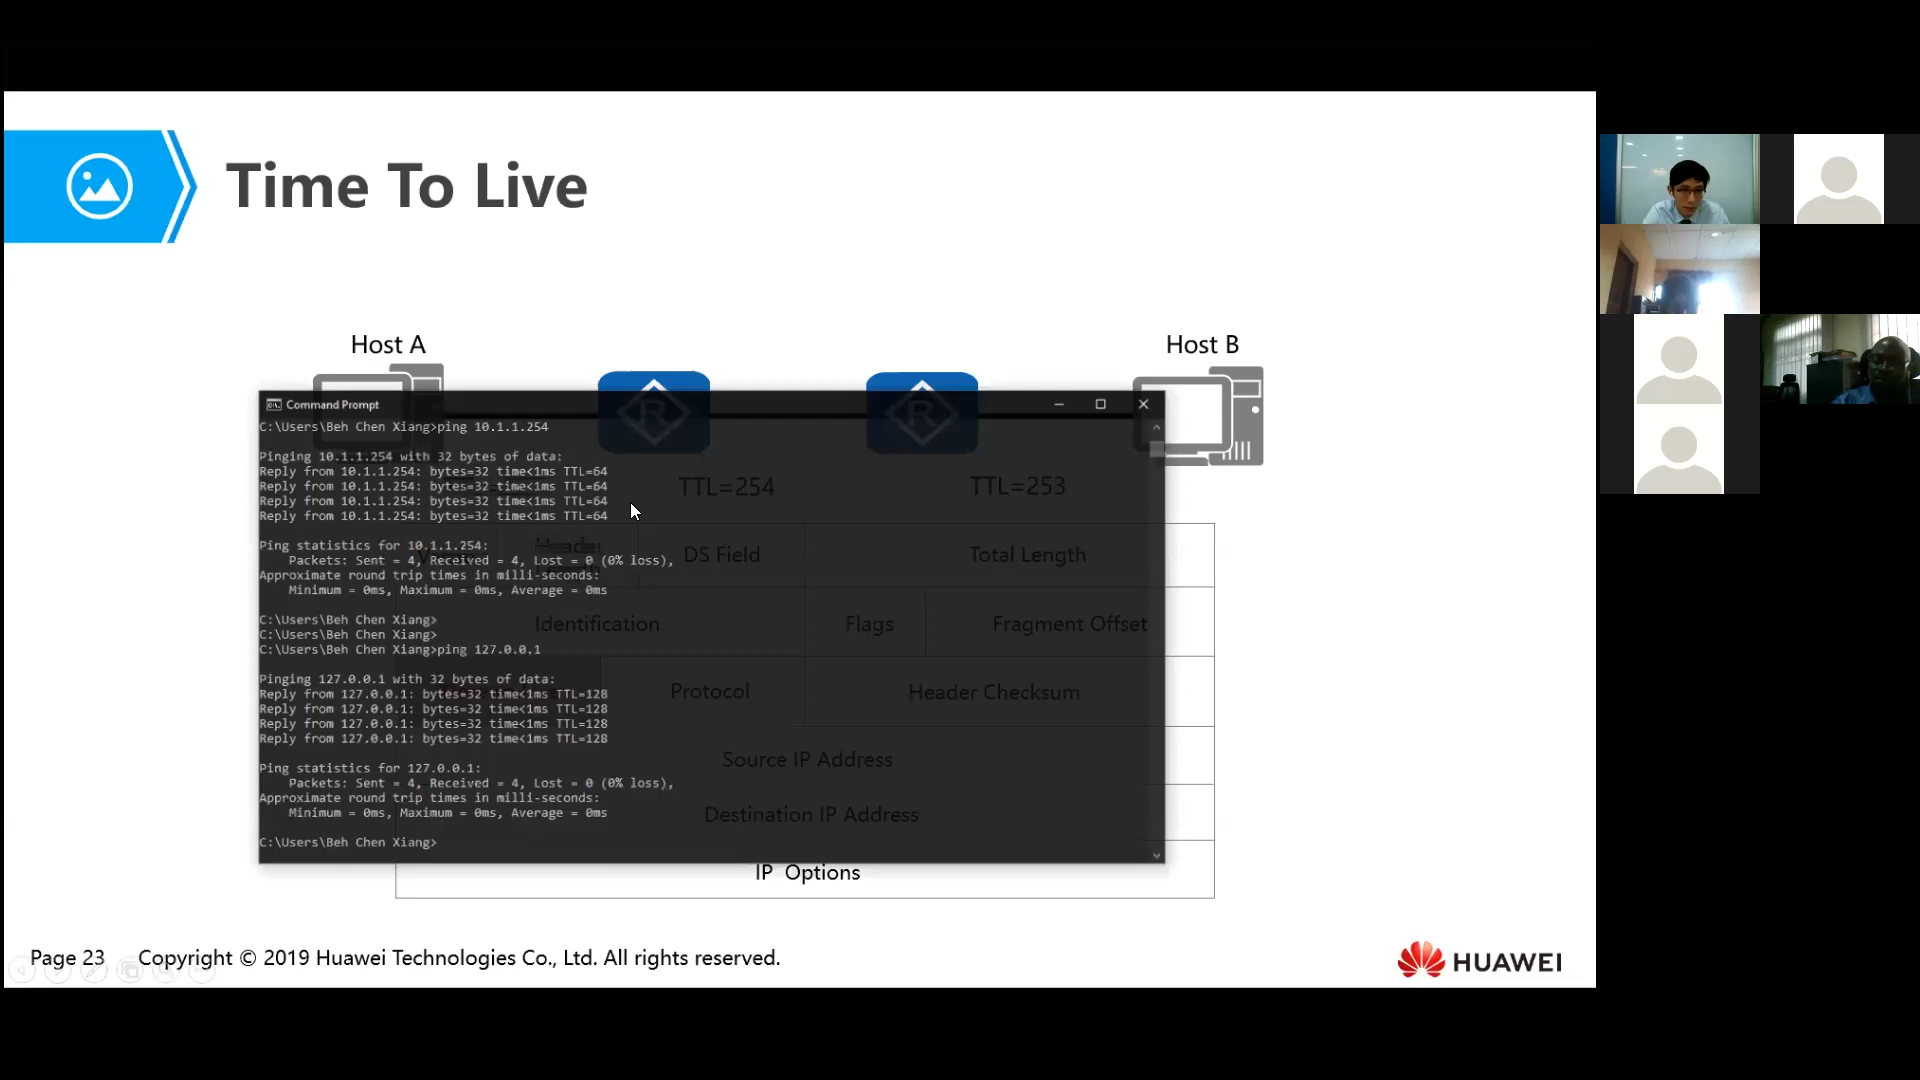 Time To Live
Host A
Host B
Command Prompt
C:\Users\Beh Chen Xiang>ping 10.1.1.254
Pinging 10.1.1.254 with 32 bytes of data:
Reply from 10.1.1.254: bytes=32 time<1ms TTL=64
Reply from 10.1.1.254: bytes=32 time<1ms TTL=64
Reply from 10.1.1.254: bytes=32 time<1ms TTL=64
Reply from 10.1.1.254: bytes=32 time<1ms TTL=64
Ping statistics for 10.1.1.254:
Packets: Sent = 4, Received = 4, Lost = 0 (0% loss),
Approximate round trip times in milli-seconds:
Minimum = 0ms, Maximum = 0ms, Average = 0ms
C:\Users\Beh Chen Xiang>
C:\Users\Beh Chen Xiang>
C:\Users\Beh Chen Xiang>ping 127.0.0.1
Pinging 127.0.0.1 with 32 bytes of data:
Reply from 127.0.0.1: bytes=32 time<1ms TTL=128
Reply from 127.0.0.1: bytes=32 time<1ms TTL=128
Reply from 127.0.0.1: bytes=32 time<1ms TTL=128
Reply from 127.0.0.1: bytes=32 time<1ms TTL=128
Ping statistics for 127.0.0.1:
Packets: Sent = 4, Received = 4, Lost = 0 (0% loss),
Approximate round trip times in milli-seconds:
Minimum = 0ms, Maximum = 0ms, Average = 0ms
C:\Users\Beh Chen Xiang>
R
R
TTL=254
TTL=253
Header
DS Field
Total Length
Identification
Flags
Fragment Offset
Protocol
Header Checksum
Source IP Address
Destination IP Address
IP Options
Page 23
Copyright © 2019 Huawei Technologies Co., Ltd. All rights reserved.
HUAWEI